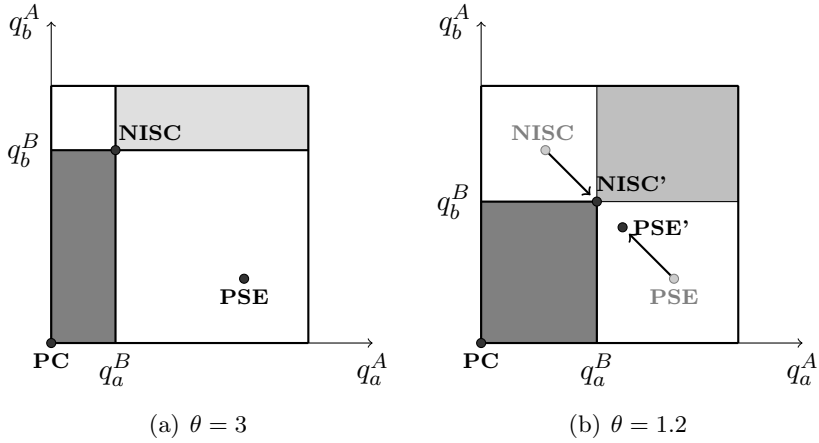 q_b^A
q_b^A
NISC
NISC
q_b^B
NISC'
q_b^B
PSE'
PSE
PSE
PC
q_a^B
q_a^A
PC
q_a^B
q_a^A
(a) θ = 3
(b) θ = 1.2